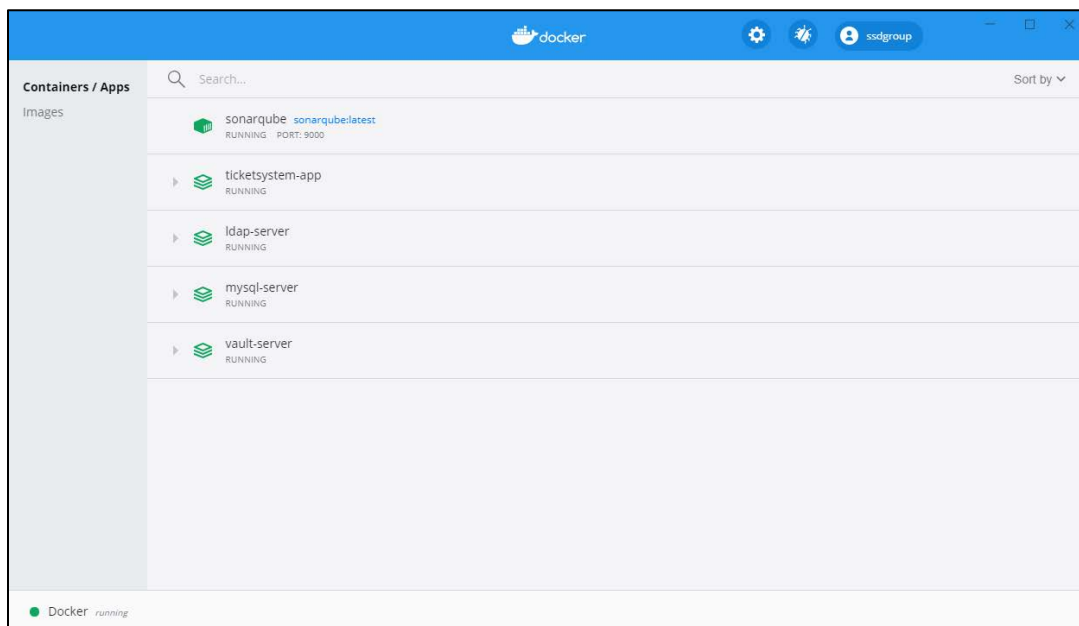 docker
ssdgroup
Containers / Apps
Images
Search...
Sort by
sonarqube sonarqube:latest
RUNNING PORT: 9000
ticketsystem-app
RUNNING
ldap-server
RUNNING
mysql-server
RUNNING
vault-server
RUNNING
Docker running